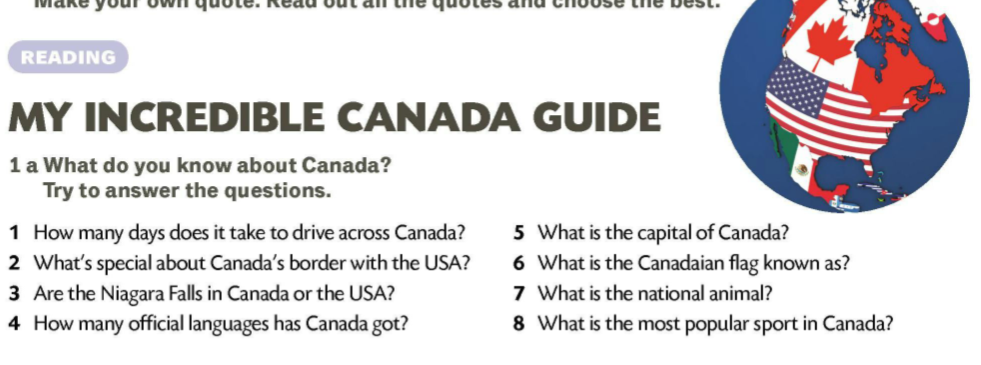 Make your own quote. Read out all the quotes and choose the best.
READING
MY INCREDIBLE CANADA GUIDE
1 a What do you know about Canada?
Try to answer the questions.
1 How many days does it take to drive across Canada?
2 What's special about Canada's border with the USA?
3 Are the Niagara Falls in Canada or the USA?
4 How many official languages has Canada got?
5 What is the capital of Canada?
6 What is the Canadaian flag known as?
7 What is the national animal?
8 What is the most popular sport in Canada?